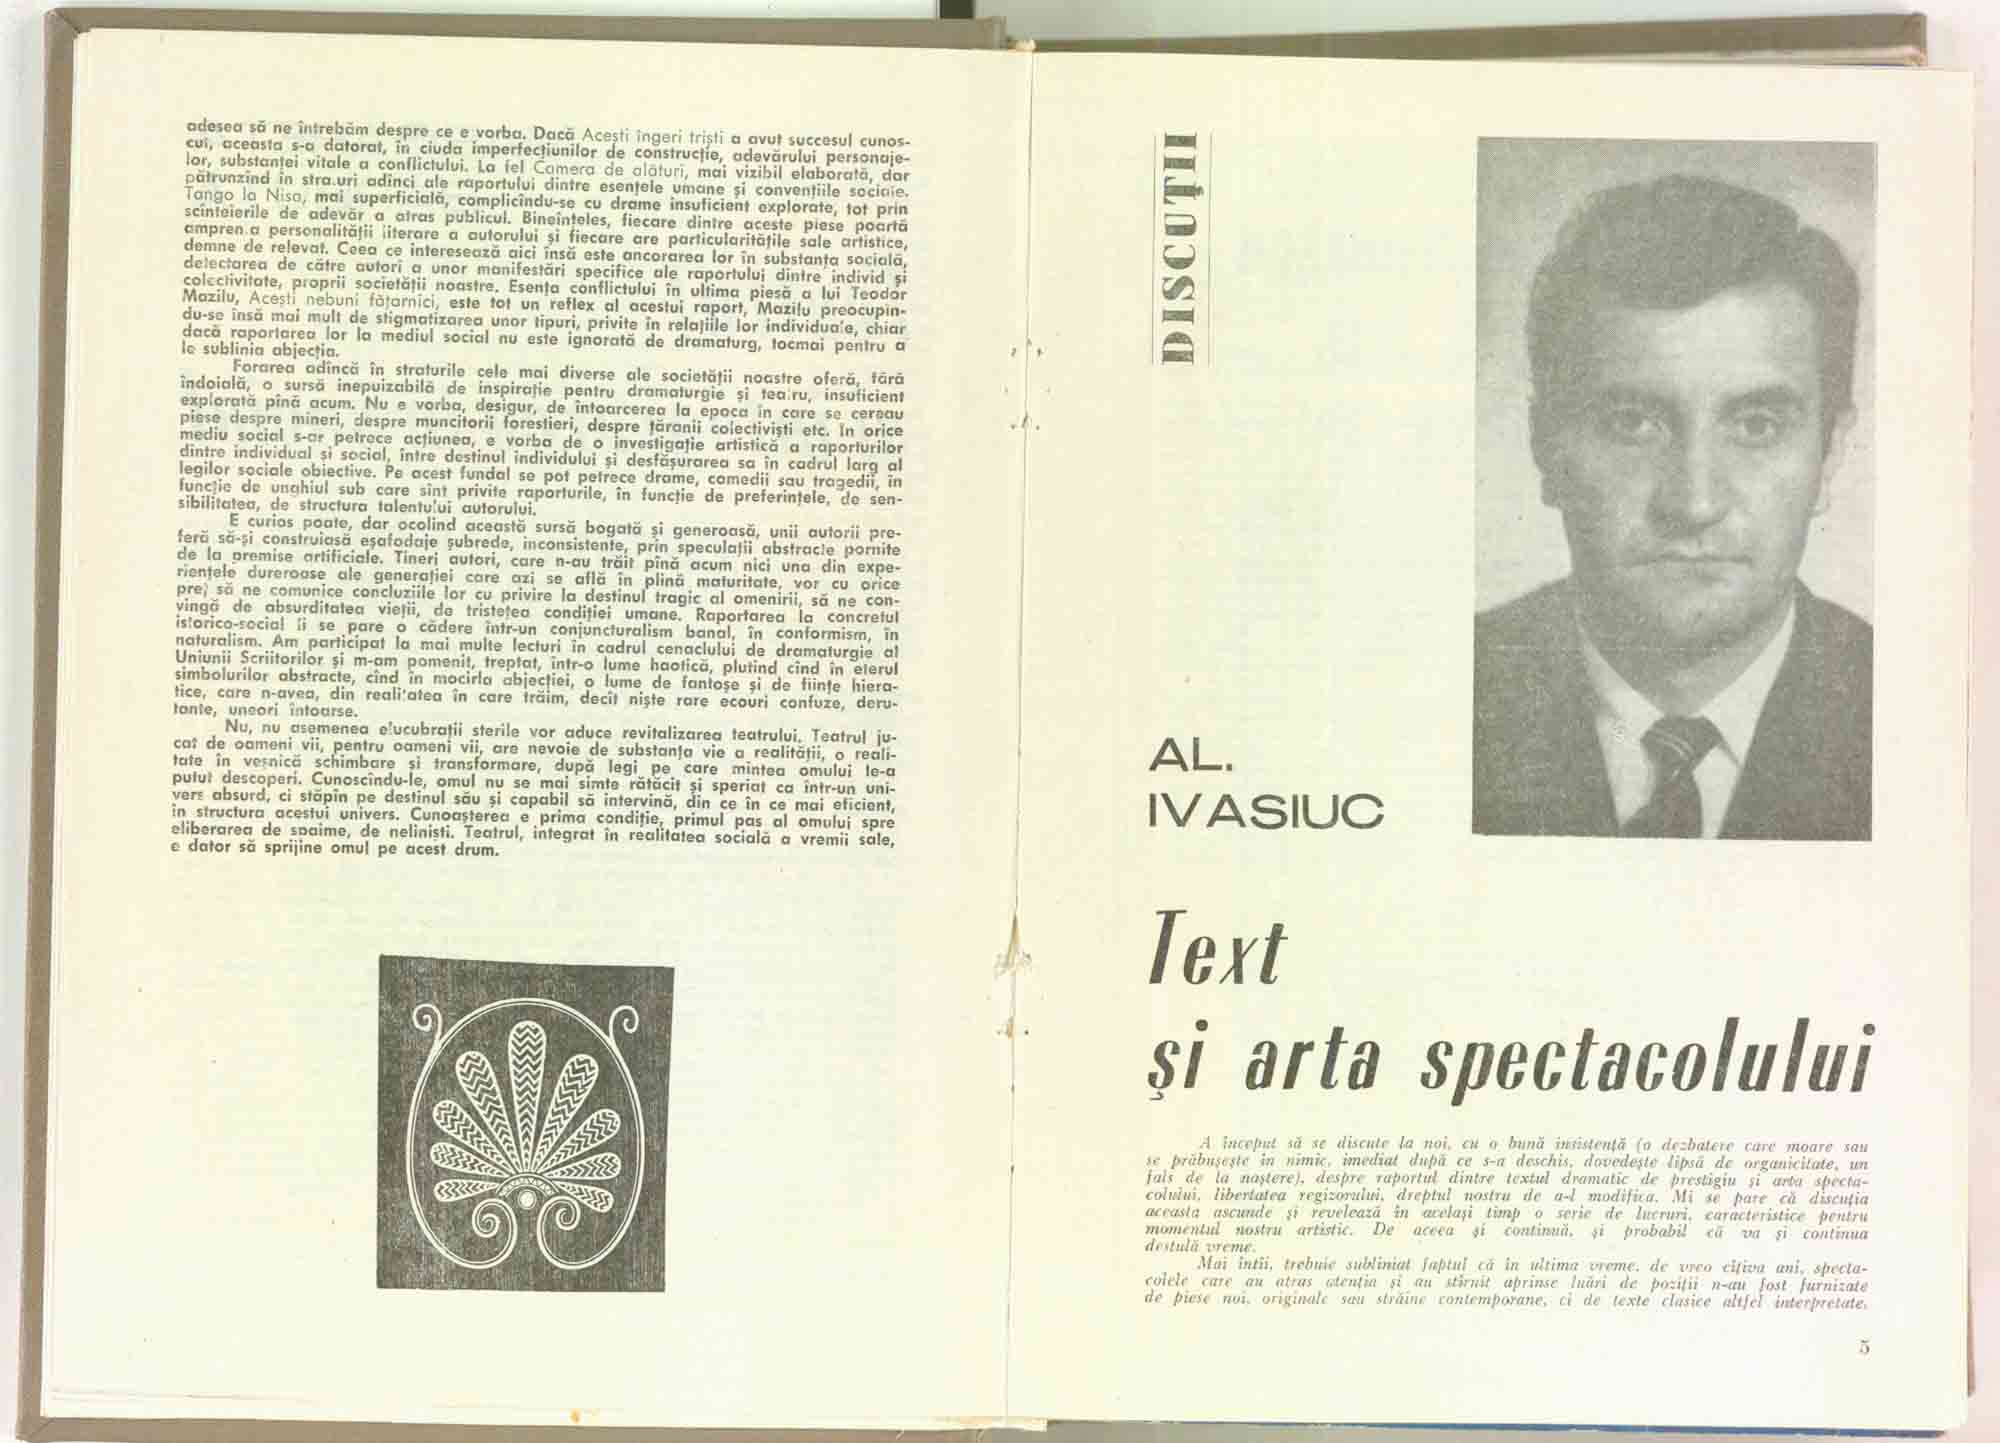 adesea să ne întrebăm despre ce e vorba. Dacă Acești îngeri triști a avut succesul cunos-
cut, aceasta s-a datorat, în ciuda imperfecțiunilor de construcție, adevărului personaje-
lor, substanței vitale a conflictului. La fel Camera de alături, mai vizibil elaborată, dar
pătrunzînd în straturi adînci ale raportului dintre esențele umane și convențiile sociale.
Tango la Nisa, mai superficială, complicîndu-se cu drame insuficient explorate, tot prin
scînteierile de adevăr a atras publicul. Bineînțeles, fiecare dintre aceste piese poartă
amprenta personalității literare a autorului și fiecare are particularitățile sale artistice,
demne de relevat. Ceea ce interesează aici însă este ancorarea lor în substanța socială,
detectarea de către autori a unor manifestări specifice ale raportului dintre individ și
colectivitate, proprii societății noastre. Esența conflictului în ultima piesă a lui Teodor
Mazilu, Acești nebuni fățarnici, este tot un reflex al acestui raport, Mazilu preocupîn-
du-se însă mai mult de stigmatizarea unor tipuri, privite în relațiile lor individuale, chiar
dacă raportarea lor la mediul social nu este ignorată de dramaturg, tocmai pentru a
le sublinia abjecția.
Forarea adîncă în straturile cele mai diverse ale societății noastre oferă, fără
îndoială, o sursă inepuizabilă de inspirație pentru dramaturgie și teatru, insuficient
explorată pînă acum. Nu e vorba, desigur, de întoarcerea la epoca în care se cereau
piese despre mineri, despre muncitorii forestieri, despre țăranii colectiviști etc. În orice
mediu social s-ar petrece acțiunea, e vorba de o investigație artistică a raporturilor
dintre individual și social, între destinul individului și desfășurarea sa în cadrul larg al
legilor sociale obiective. Pe acest fundal se pot petrece drame, comedii sau tragedii, în
funcție de unghiul sub care sînt privite raporturile, în funcție de preferințele, de sen-
sibilitatea, de structura talentului autorului.
E curios poate, dar ocolind această sursă bogată și generoasă, unii autorii pre-
feră să-și construiască eșafodaje șubrede, inconsistente, prin speculații abstracte pornite
de la premise artificiale. Tineri autori, care n-au trăit pînă acum nici una din expe-
riențele dureroase ale generației care azi se află în plină maturitate, vor cu orice
preț să ne comunice concluziile lor cu privire la destinul tragic al omenirii, să ne con-
vingă de absurditatea vieții, de tristețea condiției umane. Raportarea la concretul
istorico-social li se pare o cădere într-un conjuncturalism banal, în conformism, în
naturalism. Am participat la mai multe lecturi în cadrul cenaclului de dramaturgie al
Uniunii Scriitorilor și m-am pomenit, treptat, într-o lume haotică, plutind cînd în eterul
simbolurilor abstracte, cînd în mocirla abjecției, o lume de fantoșe și de ființe hiera-
tice, care n-avea, din realitatea în care trăim, decît niște rare ecouri confuze, deru-
tante, uneori întoarse.
Nu, nu asemenea elucubrații sterile vor aduce revitalizarea teatrului. Teatrul ju-
cat de oameni vii, pentru oameni vii, are nevoie de substanța vie a realității, o reali-
tate în veșnică schimbare și transformare, după legi pe care mintea omului le-a
putut descoperi. Cunoscîndu-le, omul nu se mai simte rătăcit și speriat ca într-un uni-
vers absurd, ci stăpîn pe destinul său și capabil să intervină, din ce în ce mai eficient,
în structura acestui univers. Cunoașterea e prima condiție, primul pas al omului spre
eliberarea de spaime, de neliniști. Teatrul, integrat în realitatea socială a vremii sale,
e dator să sprijine omul pe acest drum.
DISCUȚII
AL.
IVASIUC
Text
și arta spectacolului
A început să se discute la noi, cu o bună insistență (o dezbatere care moare sau
se prăbușește în nimic, imediat după ce s-a deschis, dovedește lipsă de organicitate, un
fals de la naștere), despre raportul dintre textul dramatic de prestigiu și arta specta-
colului, libertatea regizorului, dreptul nostru de a-l modifica. Mi se pare că discuția
aceasta ascunde și revelează în același timp o serie de lucruri, caracteristice pentru
momentul nostru artistic. De aceea și continuă, și probabil că va și continua
destulă vreme.
Mai întîi, trebuie subliniat faptul că în ultima vreme, de vreo cîțiva ani, specta-
colele care au atras atenția și au stîrnit aprinse luări de poziții n-au fost furnizate
de piese noi, originale sau străine contemporane, ci de texte clasice altfel interpretate,
5